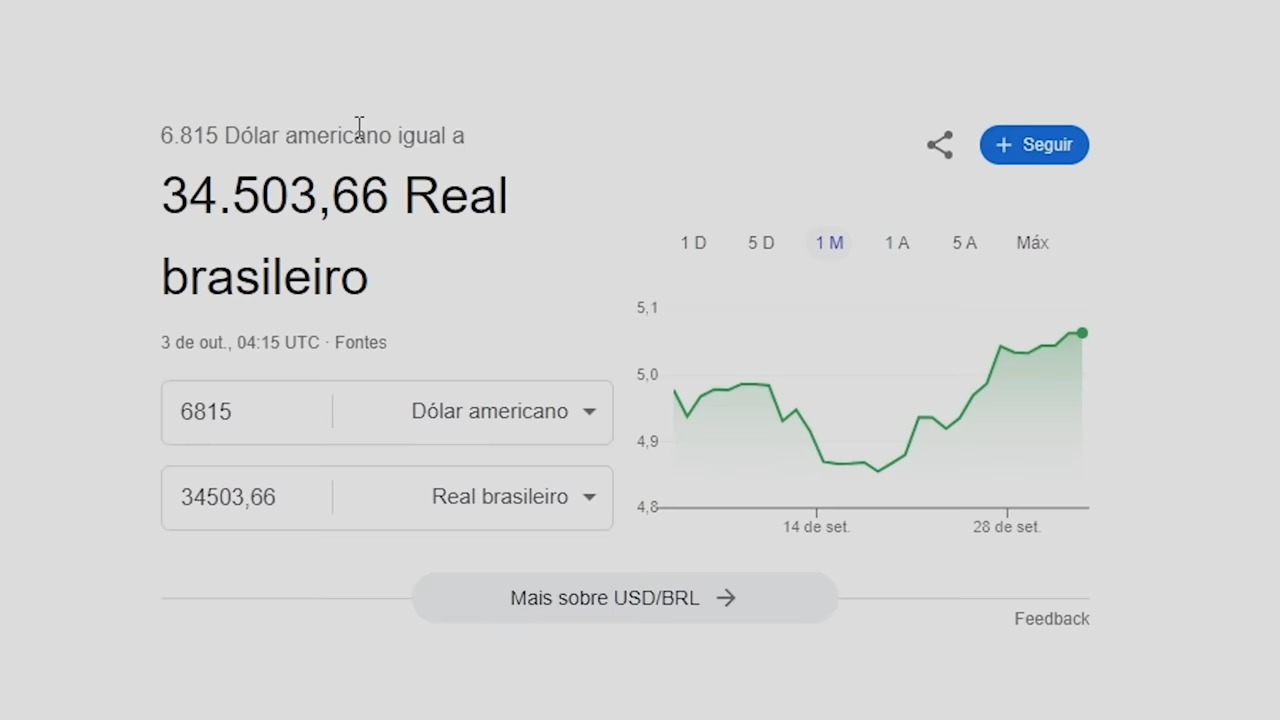 6.815 Dólar americano igual a
34.503,66 Real
brasileiro
3 de out., 04:15 UTC · Fontes
6815 Dólar americano
34503,66 Real brasileiro
+ Seguir
1 D 5 D 1 M 1 A 5 A Máx
5,1
5,0
4,9
4,8
14 de set. 28 de set.
Mais sobre USD/BRL
Feedback